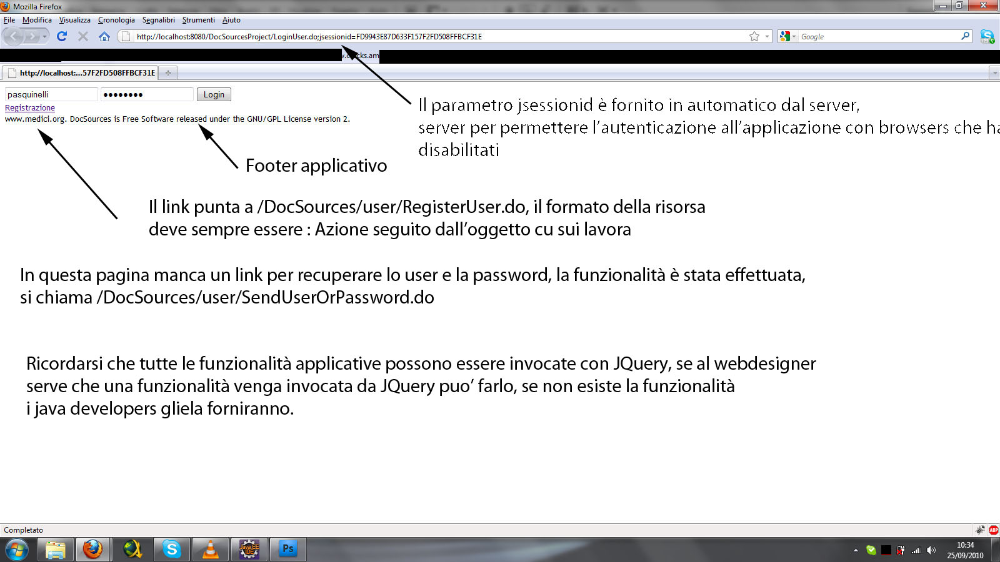 Mozilla Firefox
File Modifica Visualizza Cronologia Segnalibri Strumenti Aiuto
http://localhost:8080/DocSourcesProject/LoginUser.do;jsessionid=FD9943E87D633F157F2FD508FFBCF31E
Google
http://localhost:...57F2FD508FFBCF31E
pasquinelli •••••••• Login
Registrazione
www.medici.org. DocSources is Free Software released under the GNU/GPL License version 2.
Il parametro jsessionid è fornito in automatico dal server,
server per permettere l'autenticazione all'applicazione con browsers che ha
disabilitati
Footer applicativo
Il link punta a /DocSources/user/RegisterUser.do, il formato della risorsa
deve sempre essere : Azione seguito dall'oggetto cu sui lavora
In questa pagina manca un link per recuperare lo user e la password, la funzionalità è stata effettuata,
si chiama /DocSources/user/SendUserOrPassword.do
Ricordarsi che tutte le funzionalità applicative possono essere invocate con JQuery, se al webdesigner
serve che una funzionalità venga invocata da JQuery puo' farlo, se non esiste la funzionalità
i java developers gliela forniranno.
Completato
ABP
Java EE
IDE
Ps
10:34
25/09/2010